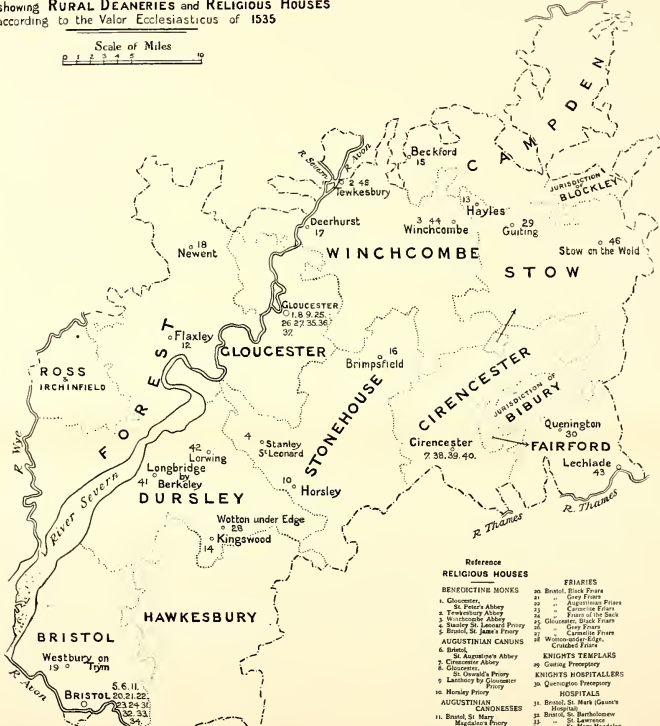 showing RURAL DEANERIES and RELIGIOUS HOUSES
according to the Valor Ecclesiasticus of 1535
Scale of Miles
0 1 2 3 4 5 10
CAMPDEN
R Severn
R Avon
Beckford
15
2 45
Tewkesbury
JURISDICTION
of
BLOCKLEY
13
Hayles
Deerhurst
17
3 44
Winchcombe
29
Guiting
18
Newent
WINCHCOMBE
46
Stow on the Wold
STOW
GLOUCESTER
1. 8 9. 25.
26 27. 35. 36.
37.
FOREST
Flaxley
12
GLOUCESTER
16
Brimpsfield
ROSS
&
IRCHINFIELD
CIRENCESTER
JURISDICTION of
BIBURY
STONEHOUSE
Quenington
30
R Wye
4
Stanley
St Leonard
Cirencester
7. 38. 39. 40.
FAIRFORD
42
Lorwing
Lechlade
43
Longbridge
by
Berkeley
41
10
Horsley
River Severn
DURSLEY
R Thames
R Thames
Wotton under Edge
28
14
Kingswood
HAWKESBURY
BRISTOL
Westbury on
Trym
19
R Avon
BRISTOL
5. 6. 11.
20. 21. 22.
23 24 31.
32. 33.
34.
Reference
RELIGIOUS HOUSES
BENEDICTINE MONKS
1. Gloucester,
St. Peter's Abbey
2. Tewkesbury Abbey
3. Winchcombe Abbey
4. Stanley St. Leonard Priory
5. Bristol, St. Jame's Priory
AUGUSTINIAN CANONS
6. Bristol,
St. Augustine's Abbey
7. Cirencester Abbey
8. Gloucester,
St. Oswald's Priory
9. Lanthony by Gloucester
Priory
10. Horsley Priory
AUGUSTINIAN
CANONESSES
11. Bristol, St Mary
Magdalen's Priory
FRIARIES
20. Bristol, Black Friars
21 „ Grey Friars
22 „ Augustinian Friars
23 „ Carmelite Friars
24 „ Friars of the Sack
25. Gloucester, Black Friars
26. „ Grey Friars
27 „ Carmelite Friars
28 Wotton-under-Edge,
Crutched Friars
KNIGHTS TEMPLARS
29 Guiting Preceptory
KNIGHTS HOSPITALLERS
30. Quenington Preceptory
HOSPITALS
31. Bristol, St. Mark (Gaunt's
Hospital)
32. Bristol, St. Bartholomew
33. „ St. Lawrence